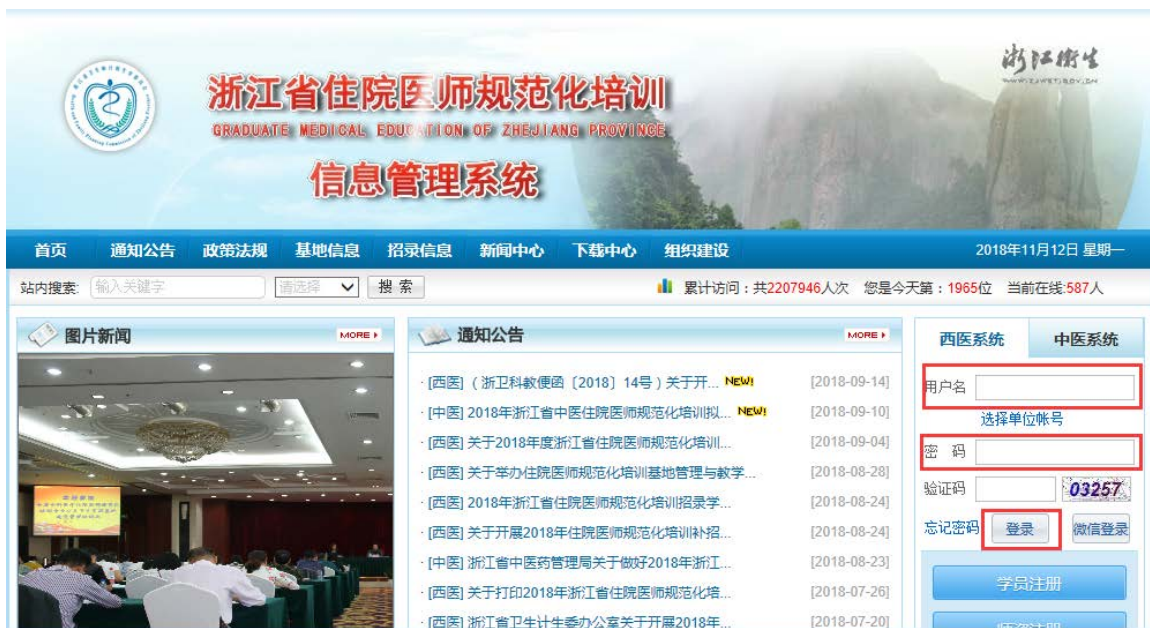 浙江衛生
WWW.ZJWST.GOV.CN
浙江省住院医师规范化培训
GRADUATE MEDICAL EDUCATION OF ZHEJIANG PROVINCE
信息管理系统
首页 通知公告 政策法规 基地信息 招录信息 新闻中心 下载中心 组织建设 2018年11月12日 星期一
站内搜索: 输入关键字 请选择 搜 索 累计访问：共2207946人次 您是今天第：1965位 当前在线:587人
图片新闻 MORE
通知公告 MORE
· [西医]（浙卫科教便函〔2018〕14号）关于开... NEW! [2018-09-14]
· [中医] 2018年浙江省中医住院医师规范化培训拟... NEW! [2018-09-10]
· [西医] 关于2018年度浙江省住院医师规范化培训... [2018-09-04]
· [西医] 关于举办住院医师规范化培训基地管理与教学... [2018-08-28]
· [西医] 2018年浙江省住院医师规范化培训招录学... [2018-08-24]
· [西医] 关于开展2018年住院医师规范化培训补招... [2018-08-24]
· [中医] 浙江省中医药管理局关于做好2018年浙江... [2018-08-23]
· [西医] 关于打印2018年浙江省住院医师规范化培... [2018-07-26]
· [西医] 浙江省卫生计生委办公室关于开展2018年... [2018-07-20]
西医系统 中医系统
用户名
选择单位帐号
密 码
验证码 03257
忘记密码 登录 微信登录
学员注册
师资注册